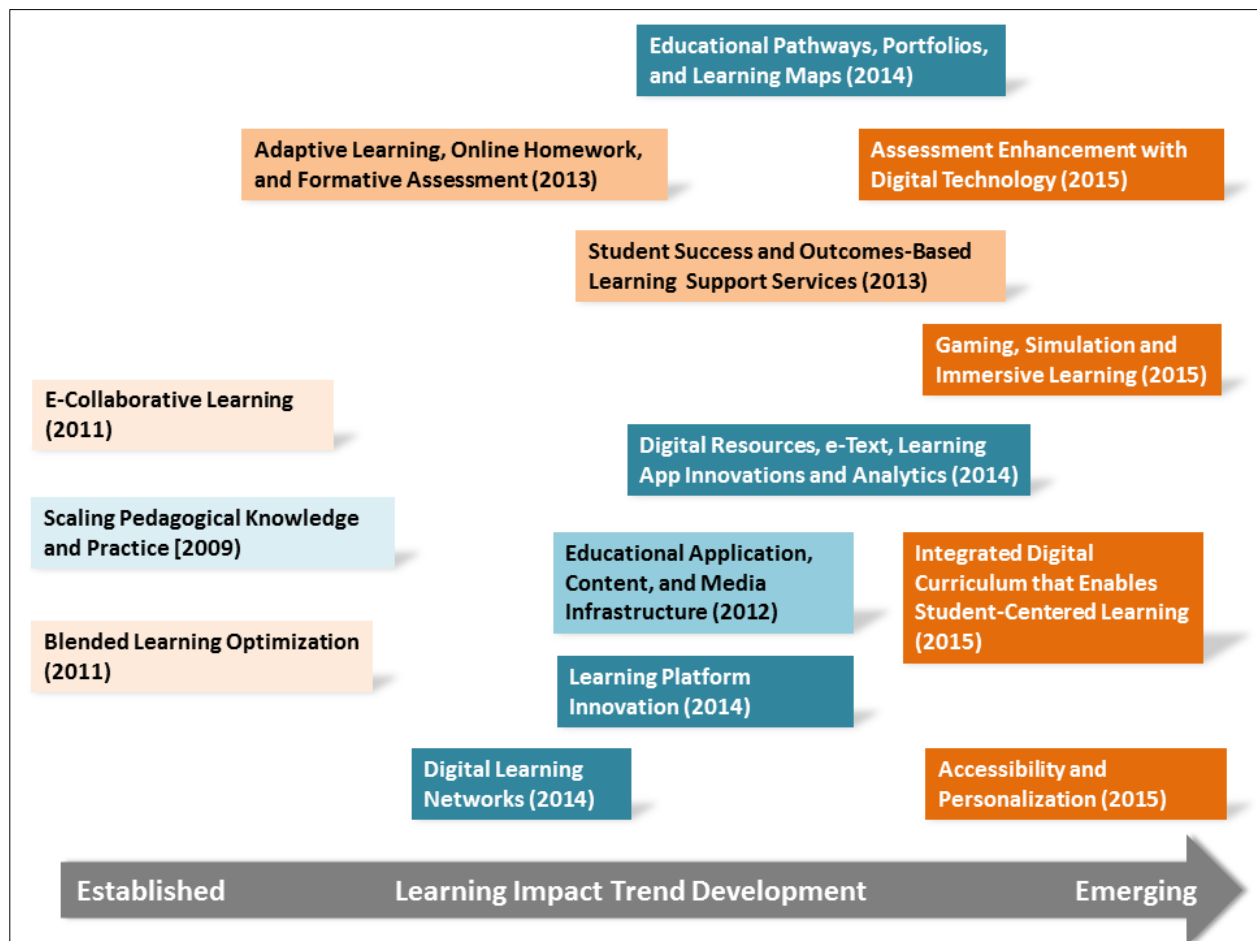 Educational Pathways, Portfolios,
and Learning Maps (2014)
Adaptive Learning, Online Homework,
and Formative Assessment (2013)
Assessment Enhancement with
Digital Technology (2015)
Student Success and Outcomes-Based
Learning  Support Services (2013)
Gaming, Simulation and
Immersive Learning (2015)
E-Collaborative Learning
(2011)
Digital Resources, e-Text, Learning
App Innovations and Analytics (2014)
Scaling Pedagogical Knowledge
and Practice [2009)
Educational Application,
Content, and Media
Infrastructure (2012)
Integrated Digital
Curriculum that Enables
Student-Centered Learning
(2015)
Blended Learning Optimization
(2011)
Learning Platform
Innovation (2014)
Digital Learning
Networks (2014)
Accessibility and
Personalization (2015)
Established Learning Impact Trend Development Emerging